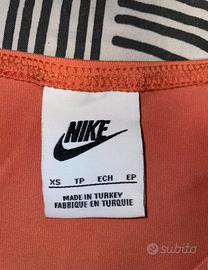 NIKE
XS TP ECH EP
MADE IN TURKEY
FABRIQUE EN TURQUIE
subito